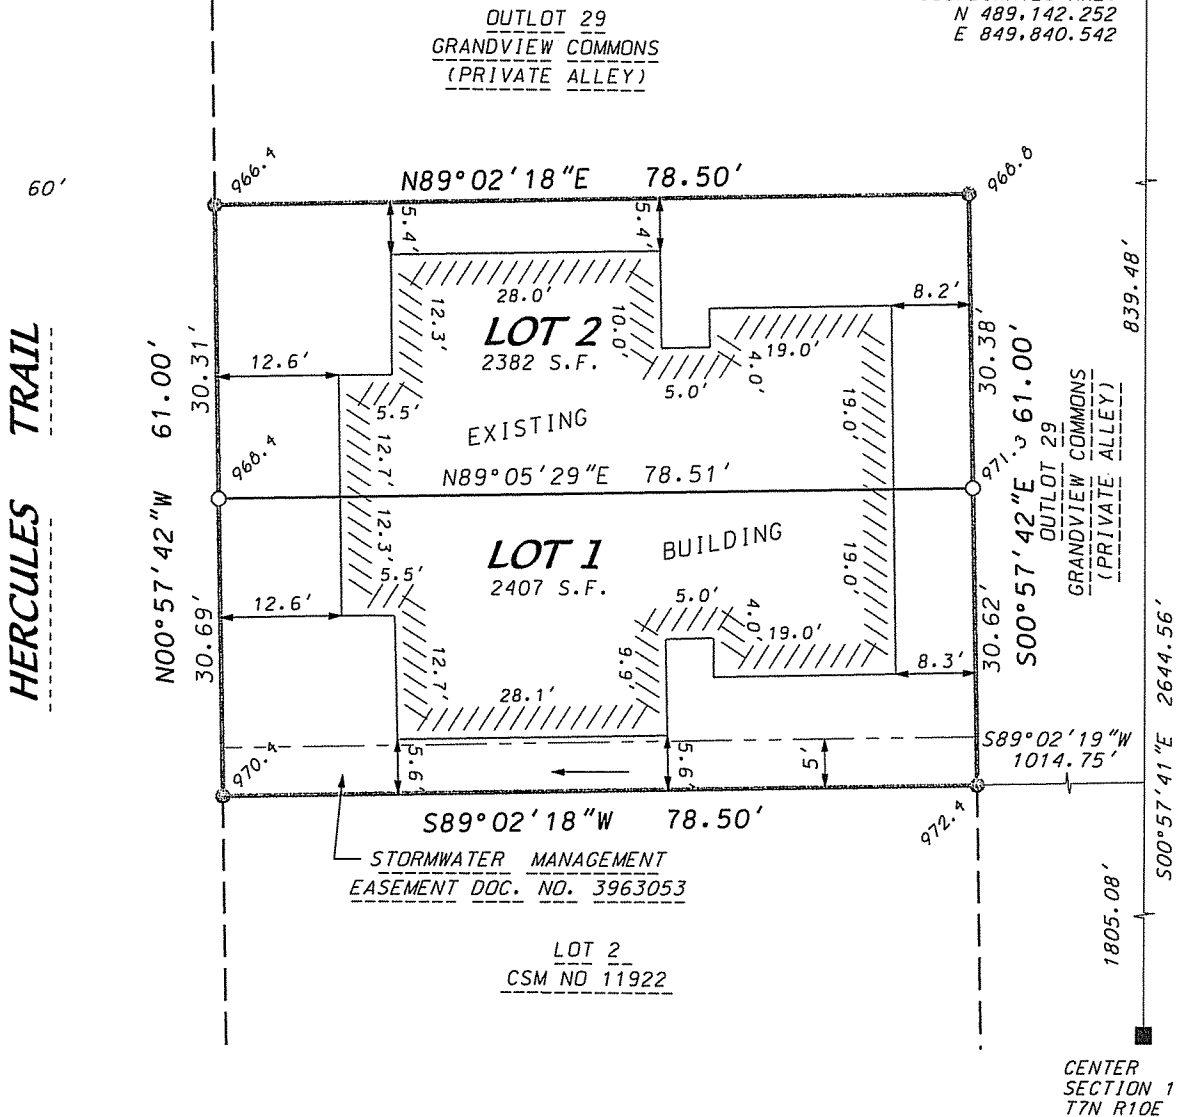 N 489,142.252
E 849,840.542
OUTLOT 29
GRANDVIEW COMMONS
(PRIVATE ALLEY)
60'
966.4
N89°02'18"E 78.50'
968.8
5.4'
5.4'
839.48'
28.0'
12.3'
10.0'
8.2'
LOT 2
2382 S.F.
19.0'
4.0'
5.0'
12.6'
5.5'
HERCULES TRAIL
N00°57'42"W 61.00'
30.31'
30.38'
S00°57'42"E 61.00'
OUTLOT 29
GRANDVIEW COMMONS
(PRIVATE ALLEY)
EXISTING
19.0'
12.7'
968.4
N89°05'29"E 78.51'
971.3
12.3'
LOT 1
2407 S.F.
BUILDING
19.0'
5.5'
5.0'
4.0'
12.6'
19.0'
30.69'
30.62'
12.7'
9.9'
8.3'
28.1'
S00°57'41"E 2644.56'
S89°02'19"W
1014.75'
970.4
5.6'
5.6'
5'
S89°02'18"W 78.50'
972.4
STORMWATER MANAGEMENT
EASEMENT DOC. NO. 3963053
1805.08'
LOT 2
CSM NO 11922
CENTER
SECTION 1
T7N R10E